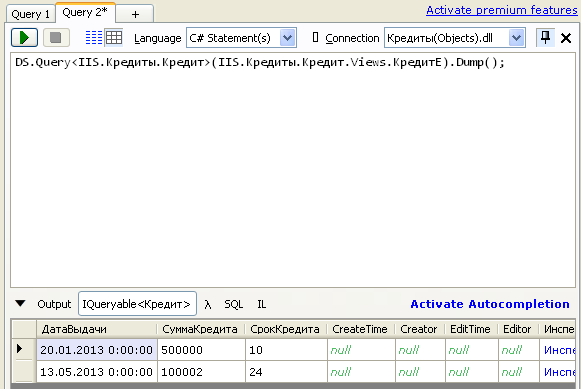 Query 1 Query 2* + Activate premium features
Language C# Statement(s) Connection Кредиты(Objects).dll
DS.Query<IIS.Кредиты.Кредит>(IIS.Кредиты.Кредит.Views.КредитE).Dump();
Output IQueryable<Кредит> λ SQL IL Activate Autocompletion
ДатаВыдачи СуммаКредита СрокКредита CreateTime Creator EditTime Editor Инспе
20.01.2013 0:00:00 500000 10 null null null null Инспе
13.05.2013 0:00:00 100002 24 null null null null Инспе